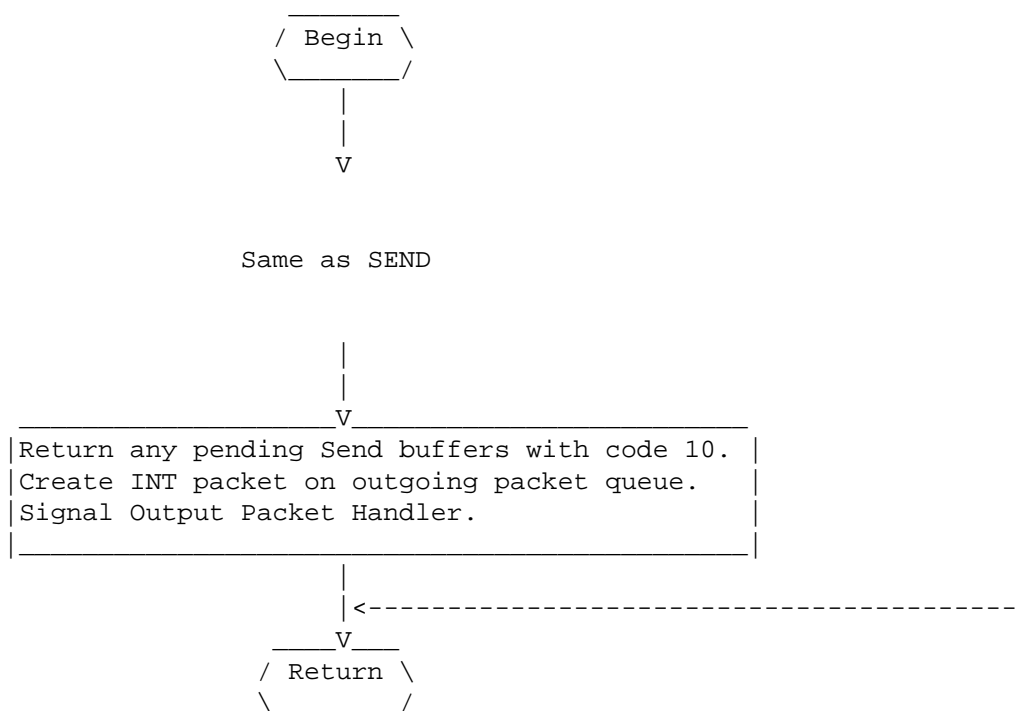 Begin
V
Same as SEND
V
Return any pending Send buffers with code 10.
Create INT packet on outgoing packet queue.
Signal Output Packet Handler.
V
Return